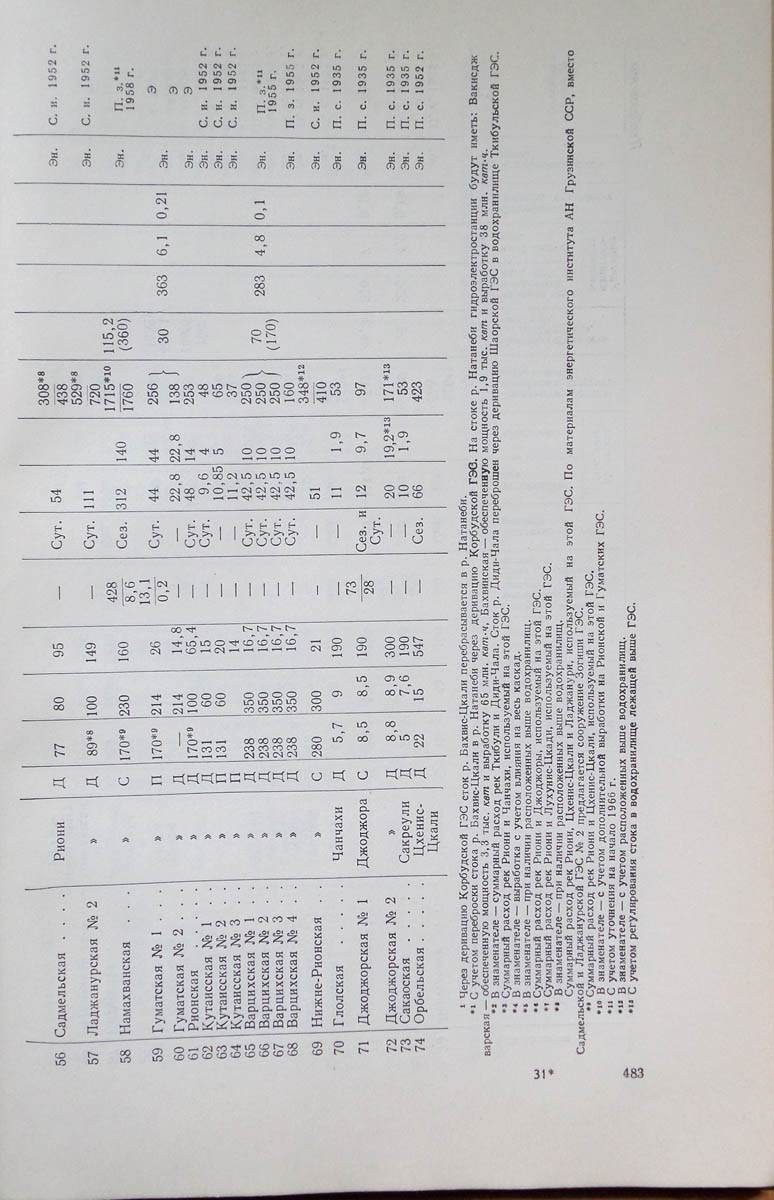 308*⁸
56 Садмельская . . . . Риони Д 77 80 95 — Сут. 54 438 Эн. С. и. 1952 г.
529*⁸
57 Ладжанурская № 2 » Д 89*⁸ 100 149 — Сут. 111 720 Эн. С. и. 1952 г.
428 1715*¹⁰ 115,2 П. з.*¹¹
58 Намахванская . . . » С 170*⁹ 230 160 8,6 Сез. 312 140 1760 (360) Эн. 1958 г.
13,1
59 Гуматская № 1 . . . » П 170*⁹ 214 26 0,2 Сут. 44 44 256 } 30 363 6,1 0,21 Эн. Э
60 Гуматская № 2 . . . » Д — 214 14,8 — — 22,8 22,8 138 Эн. Э
61 Рионская . . . . . » Д 170*⁹ 100 65,4 — Сут. 48 14 253 Эн. Э
62 Кутаисская № 1 . . » Д 131 60 15 — Сут. 9,6 4 48 Эн. С. и. 1952 г.
63 Кутаисская № 2 . . » П 131 60 20 — — 10,85 5 65 Эн. С. и. 1952 г.
64 Кутаисская № 3 . . » П 14 — — 11,2 37 Эн. С. и. 1952 г.
65 Варцихская № 1 . . » Д 238 350 16,7 — Сут. 42,5 10 250
66 Варцихская № 2 . . » Д 238 350 16,7 — Сут. 42,5 10 250 } 70 283 4,8 0,1 Эн. П. з.*¹¹
67 Варцихская № 3 . . » Д 238 350 16,7 — Сут. 42,5 10 250 (170) 1955 г.
68 Варцихская № 4 . . » Д 238 350 16,7 — Сут. 42,5 10 160 Эн. П. з. 1955 г.
348*¹²
69 Нижне-Рионская . . » С 280 300 21 — — 51 410 Эн. С. и. 1952 г.
70 Глолская . . . . Чанчахи Д 5,7 9 190 — — 11 1,9 53 Эн. П. с. 1935 г.
73
71 Джоджорская № 1 Джоджора С 8,5 8,5 190 28 Сез. и 12 9,7 97 Эн. П. с. 1935 г.
Сут.
72 Джоджорская № 2 » Д 8,8 8,9 300 — — 20 19,2*¹³ 171*¹³ Эн. П. с. 1935 г.
73 Сакаоская . . . . Сакреули Д 5 7,6 190 — — 10 1,9 53 Эн. П. с. 1935 г.
74 Орбельская . . . . . Цхенис- Д 22 15 547 — Сез. 66 423 Эн. П. с. 1952 г.
Цкали
¹ Через деривацию Корбудской ГЭС сток р. Бахвис-Цкали перебрасывается в р. Натанеби.
*¹ С учетом переброски стока р. Бахвис-Цкали в р. Натанеби через деривацию Корбудской ГЭС. На стоке р. Натанеби гидроэлектростанции будут иметь: Вакисдж
варская — обеспеченную мощность 3,3 тыс. квт и выработку 65 млн. квт·ч, Бахвинская — обеспеченную мощность 1,9 тыс. квт и выработку 38 млн. квт·ч.
*² В знаменателе — суммарный расход рек Ткибули и Диди-Чала. Сток р. Диди-Чала переброшен через деривацию Шаорской ГЭС в водохранилище Ткибульской ГЭС.
*³ Суммарный расход рек Риони и Чанчахи, используемый на этой ГЭС.
*⁴ В знаменателе — выработка с учетом влияния на весь каскад.
*⁵ В знаменателе — при наличии расположенных выше водохранилищ.
*⁶ Суммарный расход рек Риони и Джоджоры, используемый на этой ГЭС.
*⁷ Суммарный расход рек Риони и Лухунис-Цкали, используемый на этой ГЭС.
*⁸ В знаменателе — при наличии расположенных выше водохранилищ.
Суммарный расход рек Риони, Цхенис-Цкали и Ладжанури, используемый на этой ГЭС. По материалам энергетического института АН Грузинской ССР, вместо
Садмельской и Ладжанурской ГЭС № 2 предлагается сооружение Зогиши ГЭС.
*⁹ Суммарный расход рек Риони и Цхенис-Цкали, используемый на этой ГЭС.
*¹⁰ В знаменателе — с учетом дополнительной выработки на Рионской и Гуматских ГЭС.
*¹¹ С учетом уточнения на начало 1966 г.
*¹² В знаменателе — с учетом расположенных выше водохранилищ.
*¹³ С учетом регулирования стока в водохранилище лежащей выше ГЭС.
31*
483